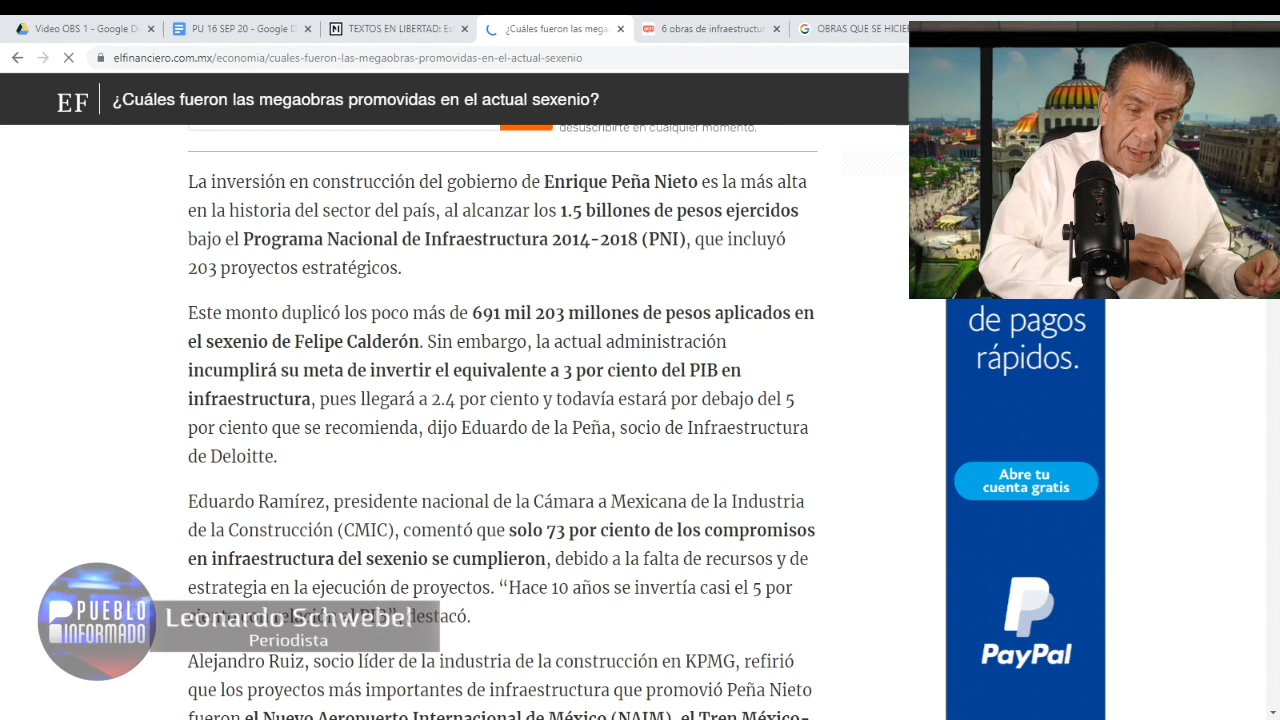 Video OBS 1 - Google D
PU 16 SEP 20 - Google D
TEXTOS EN LIBERTAD: E
¿Cuáles fueron las mega
6 obras de infraestructur
OBRAS QUE SE HICIE
elfinanciero.com.mx/economia/cuales-fueron-las-megaobras-promovidas-en-el-actual-sexenio
EF ¿Cuáles fueron las megaobras promovidas en el actual sexenio?
desuscribirte en cualquier momento.
La inversión en construcción del gobierno de Enrique Peña Nieto es la más alta
en la historia del sector del país, al alcanzar los 1.5 billones de pesos ejercidos
bajo el Programa Nacional de Infraestructura 2014-2018 (PNI), que incluyó
203 proyectos estratégicos.
Este monto duplicó los poco más de 691 mil 203 millones de pesos aplicados en
el sexenio de Felipe Calderón. Sin embargo, la actual administración
incumplirá su meta de invertir el equivalente a 3 por ciento del PIB en
infraestructura, pues llegará a 2.4 por ciento y todavía estará por debajo del 5
por ciento que se recomienda, dijo Eduardo de la Peña, socio de Infraestructura
de Deloitte.
Eduardo Ramírez, presidente nacional de la Cámara a Mexicana de la Industria
de la Construcción (CMIC), comentó que solo 73 por ciento de los compromisos
en infraestructura del sexenio se cumplieron, debido a la falta de recursos y de
estrategia en la ejecución de proyectos. “Hace 10 años se invertía casi el 5 por
destacó.
Alejandro Ruiz, socio líder de la industria de la construcción en KPMG, refirió
que los proyectos más importantes de infraestructura que promovió Peña Nieto
fueron el Nuevo Aeropuerto Internacional de México (NAIM), el Tren México-
PUEBLO
INFORMADO
Leonardo Schwebel
Periodista
de pagos
rápidos.
Abre tu
cuenta gratis
PayPal